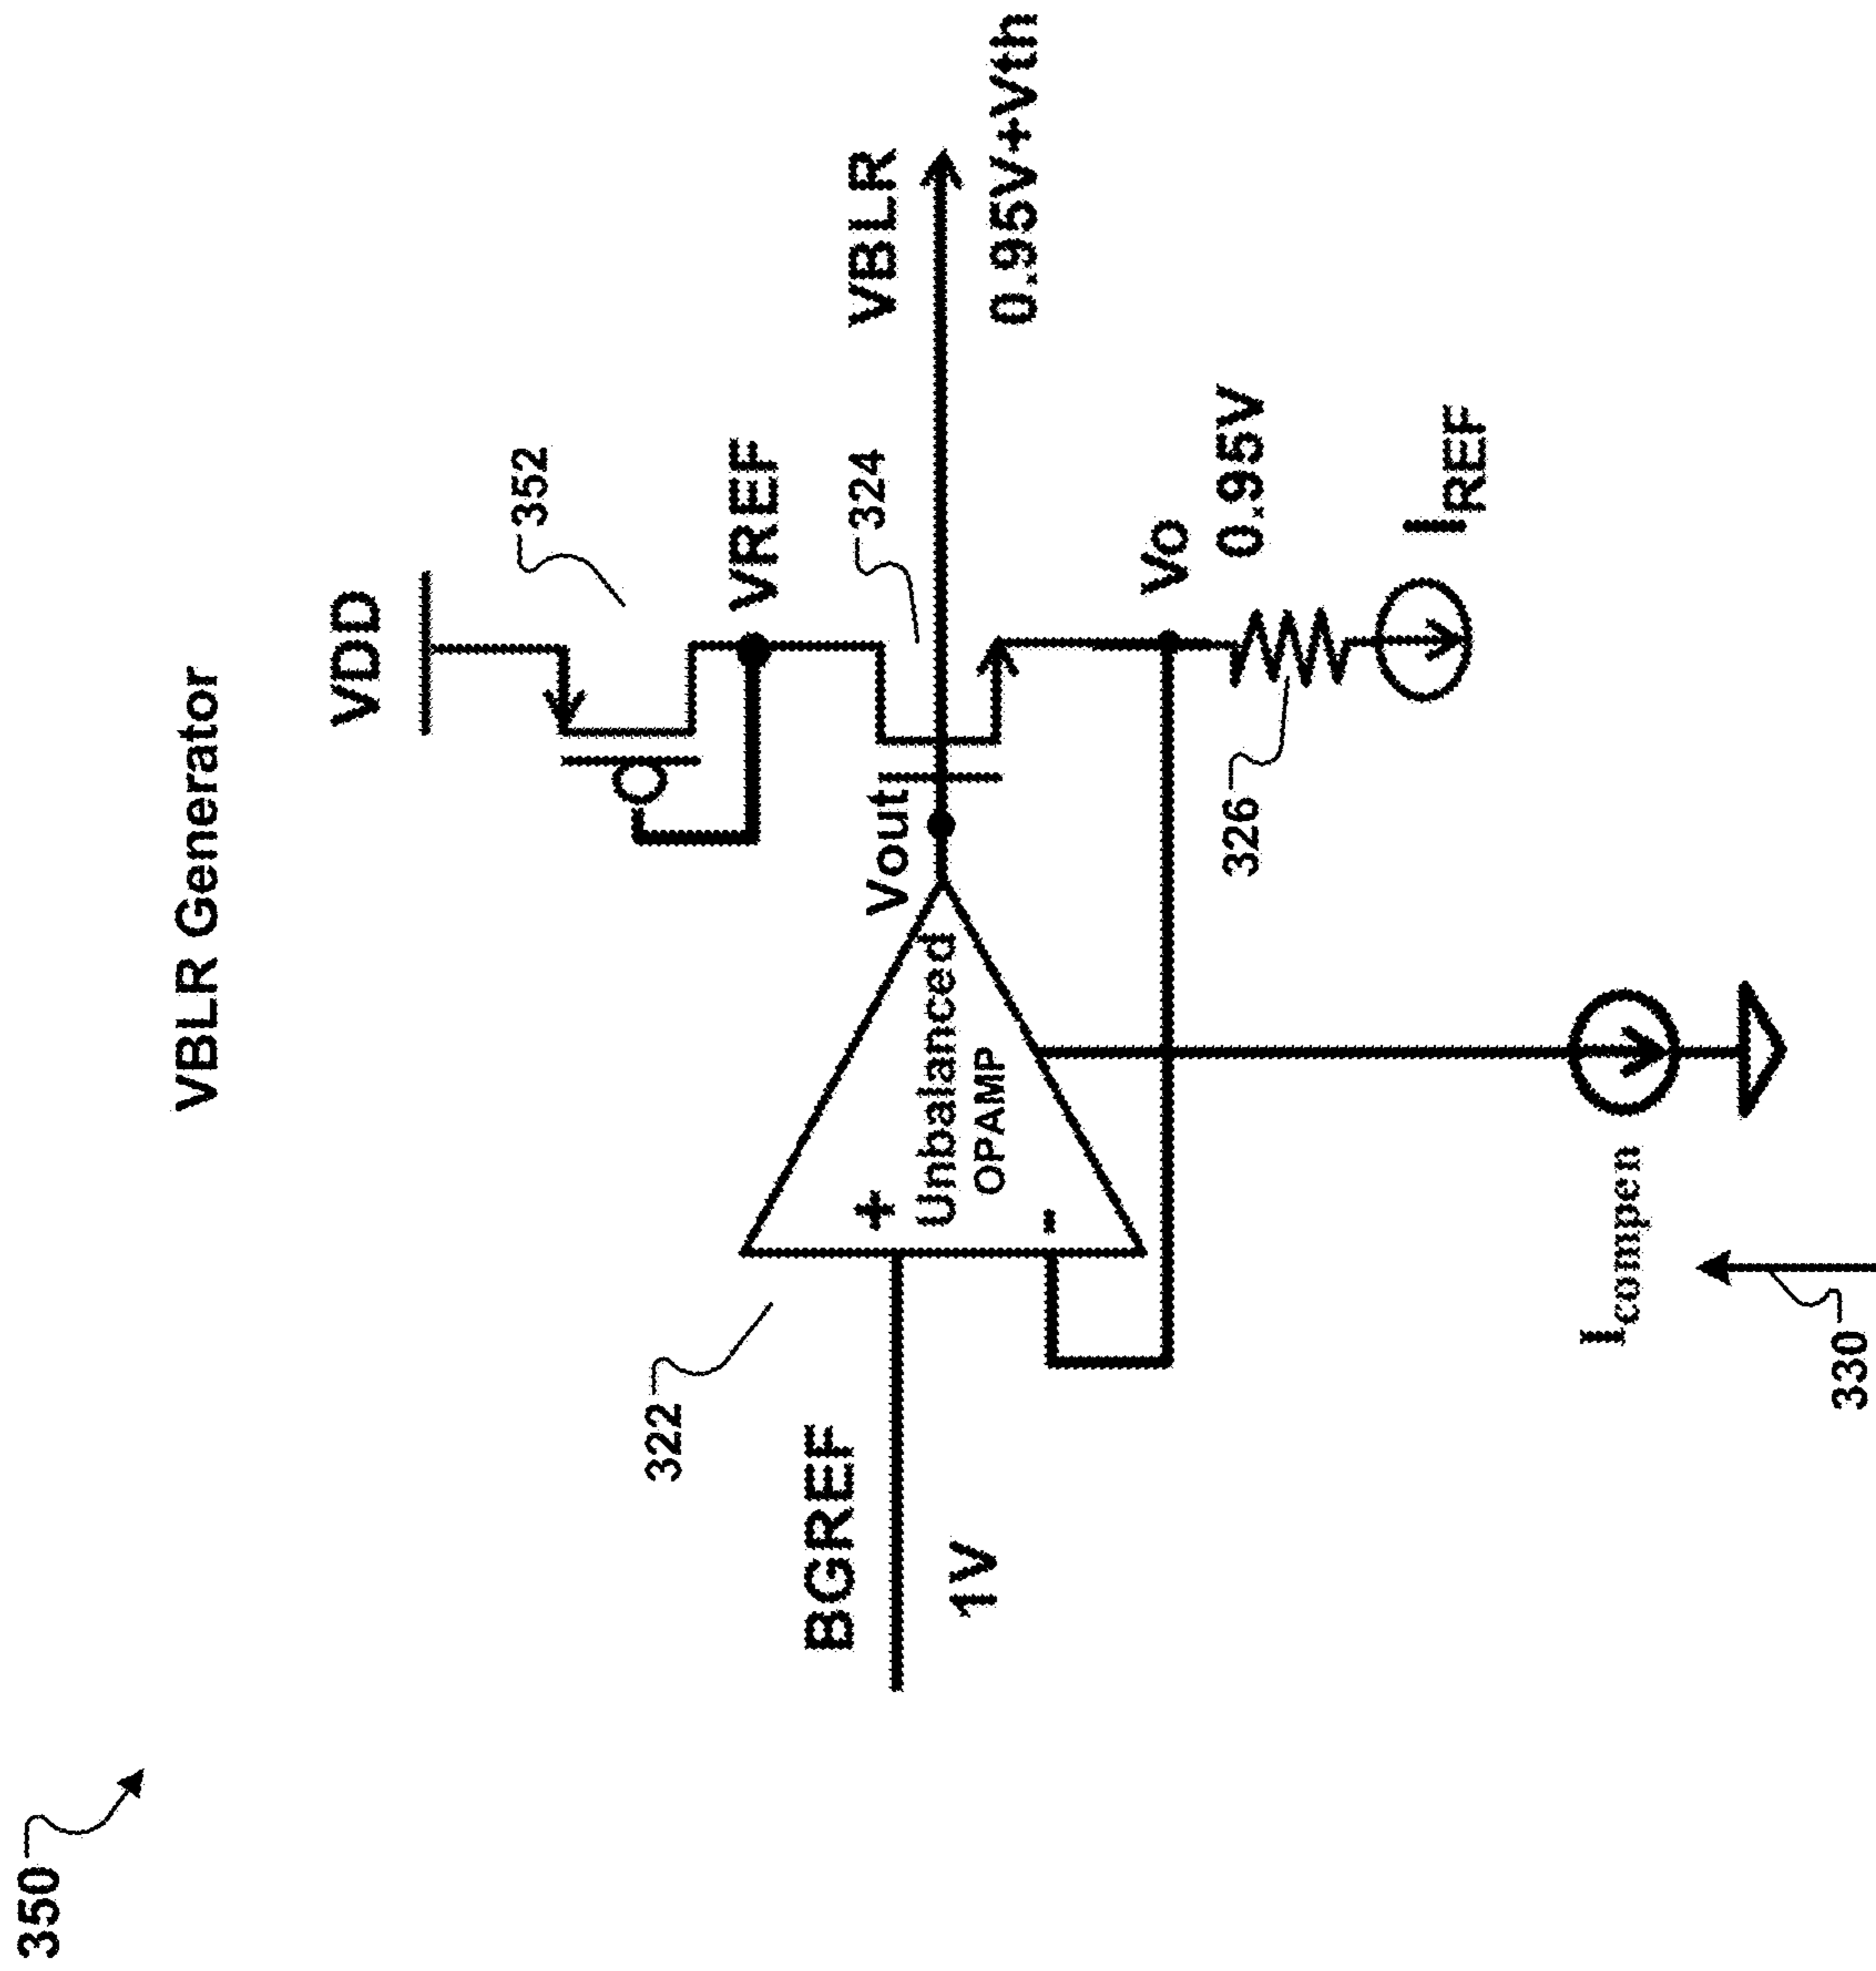 350
VBLR Generator
VDD
352
VREF
322
324
BGREF
1V
+
-
Unbalanced
OPAMP
Vout
VBLR
0.95V+Vth
Vo
0.95V
326
IREF
Icompen
330